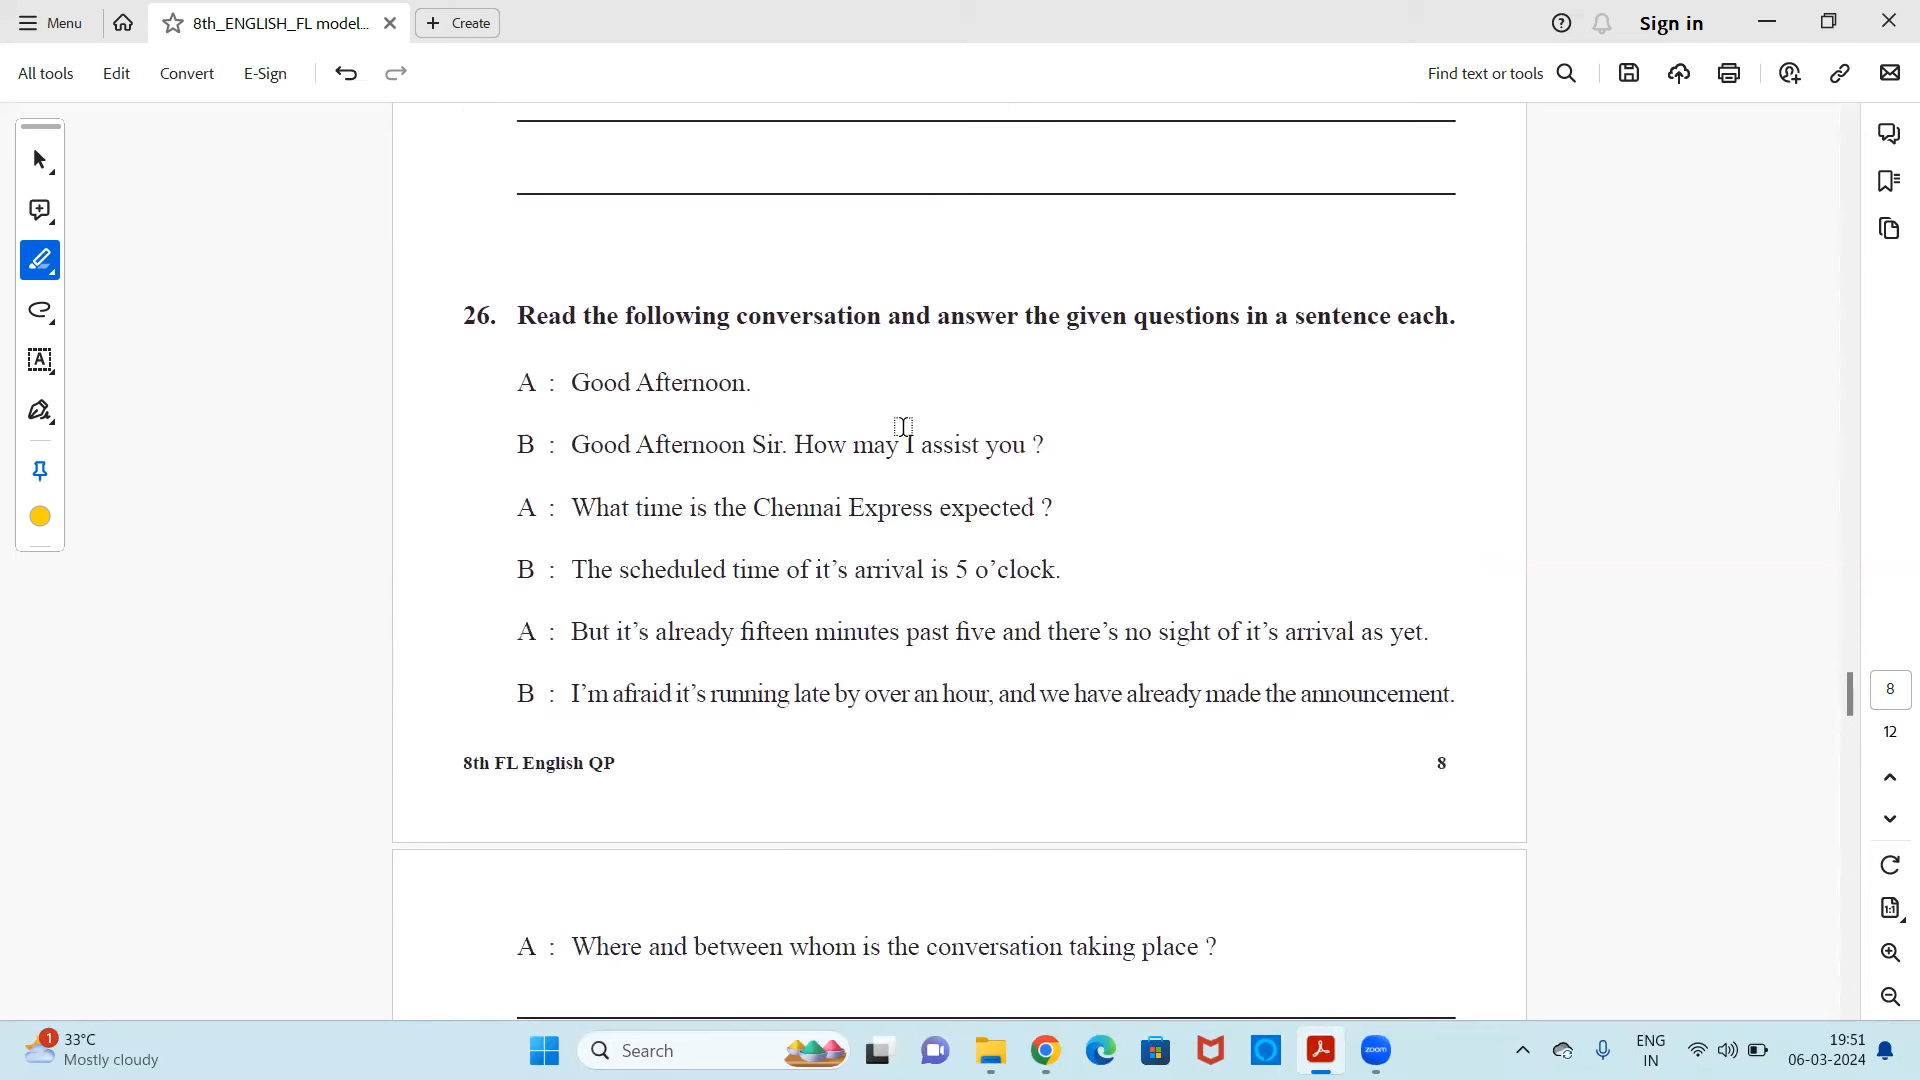 Menu
8th_ENGLISH_FL model...
Create
Sign in
All tools
Edit
Convert
E-Sign
Find text or tools
26. Read the following conversation and answer the given questions in a sentence each.
A : Good Afternoon.
B : Good Afternoon Sir. How may I assist you ?
A : What time is the Chennai Express expected ?
B : The scheduled time of it’s arrival is 5 o’clock.
A : But it’s already fifteen minutes past five and there’s no sight of it’s arrival as yet.
B : I’m afraid it’s running late by over an hour, and we have already made the announcement.
8th FL English QP 8
A : Where and between whom is the conversation taking place ?
8
12
1:1
1
33°C
Mostly cloudy
Search
zoom
ENG
IN
19:51
06-03-2024